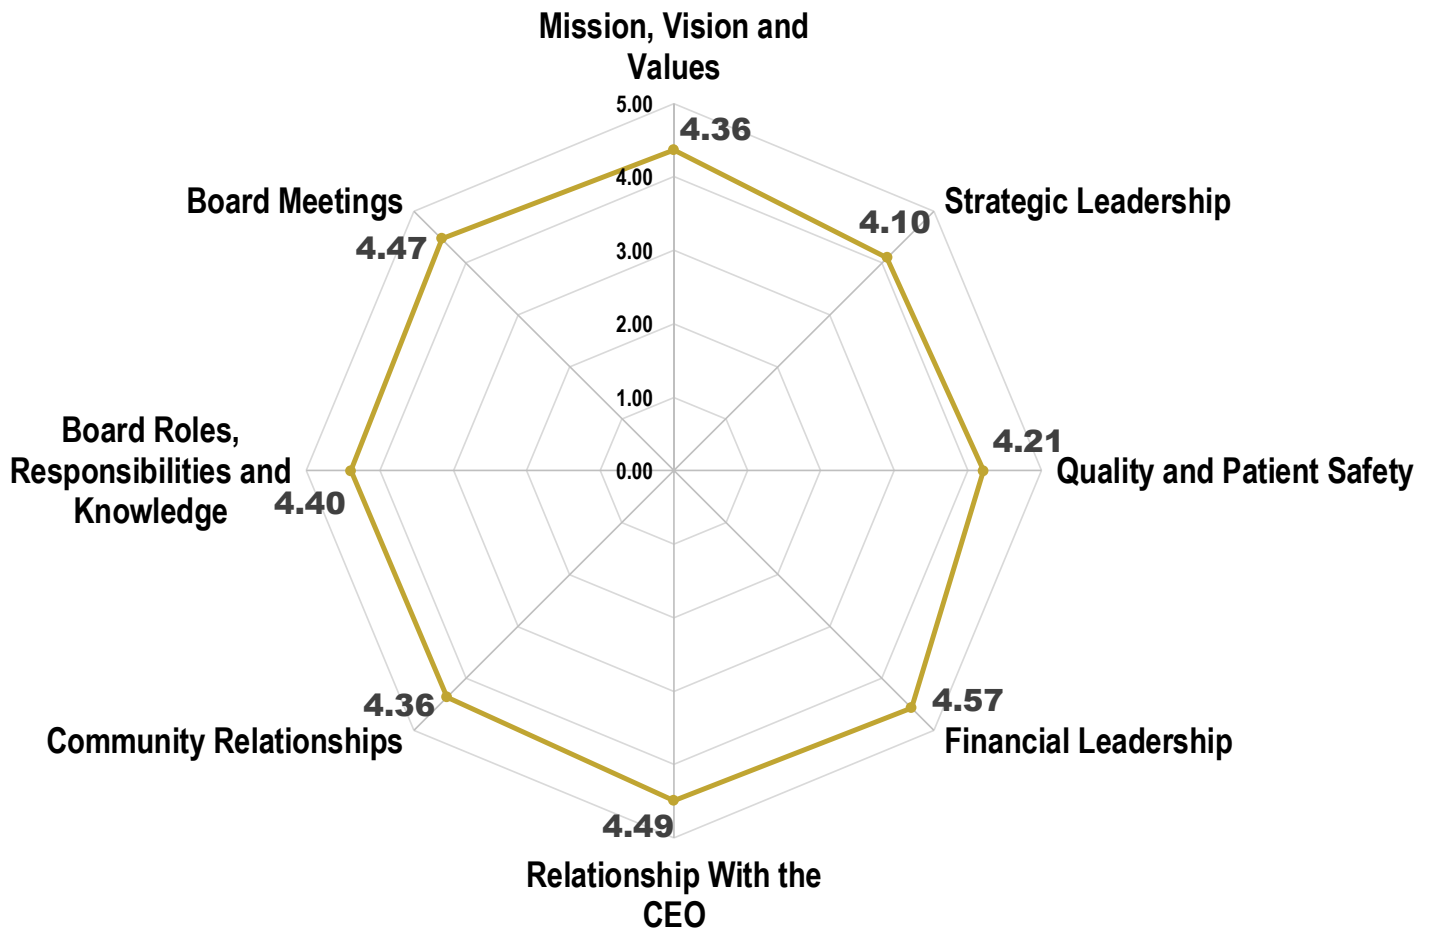 Mission, Vision and
Values
5.00
4.36
4.00
Board Meetings
4.47
Strategic Leadership
4.10
3.00
2.00
1.00
0.00
Board Roles,
Responsibilities and
Knowledge
4.40
4.21
Quality and Patient Safety
4.36
Community Relationships
4.57
Financial Leadership
4.49
Relationship With the
CEO